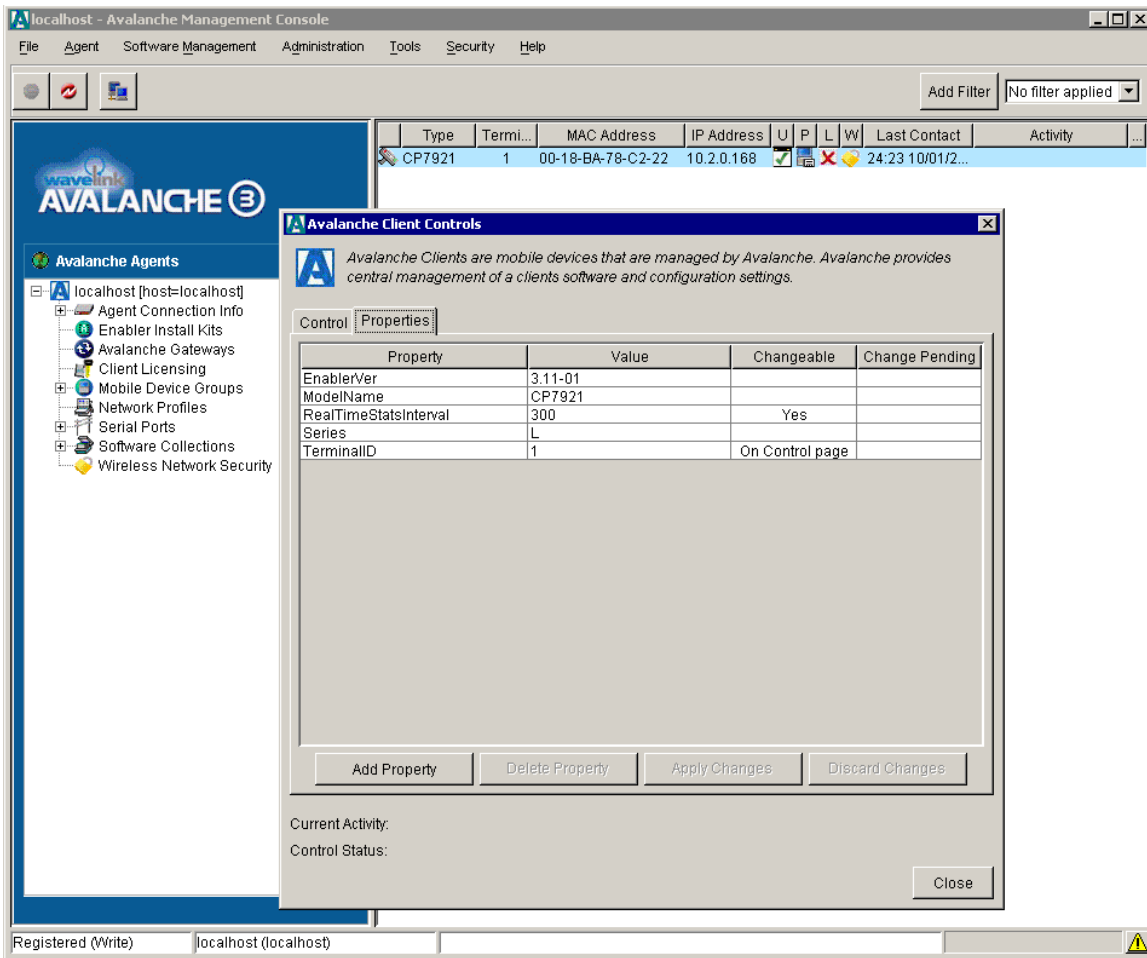 localhost - Avalanche Management Console
File Agent Software Management Administration Tools Security Help
Add Filter No filter applied
Type Termi... MAC Address IP Address U P L W Last Contact Activity ...
CP7921 1 00-18-BA-78-C2-22 10.2.0.168 24:23 10/01/2...
wavelink
AVALANCHE 3
Avalanche Agents
localhost [host=localhost]
Agent Connection Info
Enabler Install Kits
Avalanche Gateways
Client Licensing
Mobile Device Groups
Network Profiles
Serial Ports
Software Collections
Wireless Network Security
Avalanche Client Controls
Avalanche Clients are mobile devices that are managed by Avalanche. Avalanche provides
central management of a clients software and configuration settings.
Control Properties
Property Value Changeable Change Pending
EnablerVer 3.11-01
ModelName CP7921
RealTimeStatsInterval 300 Yes
Series L
TerminalID 1 On Control page
Add Property Delete Property Apply Changes Discard Changes
Current Activity:
Control Status:
Close
Registered (Write) localhost (localhost)